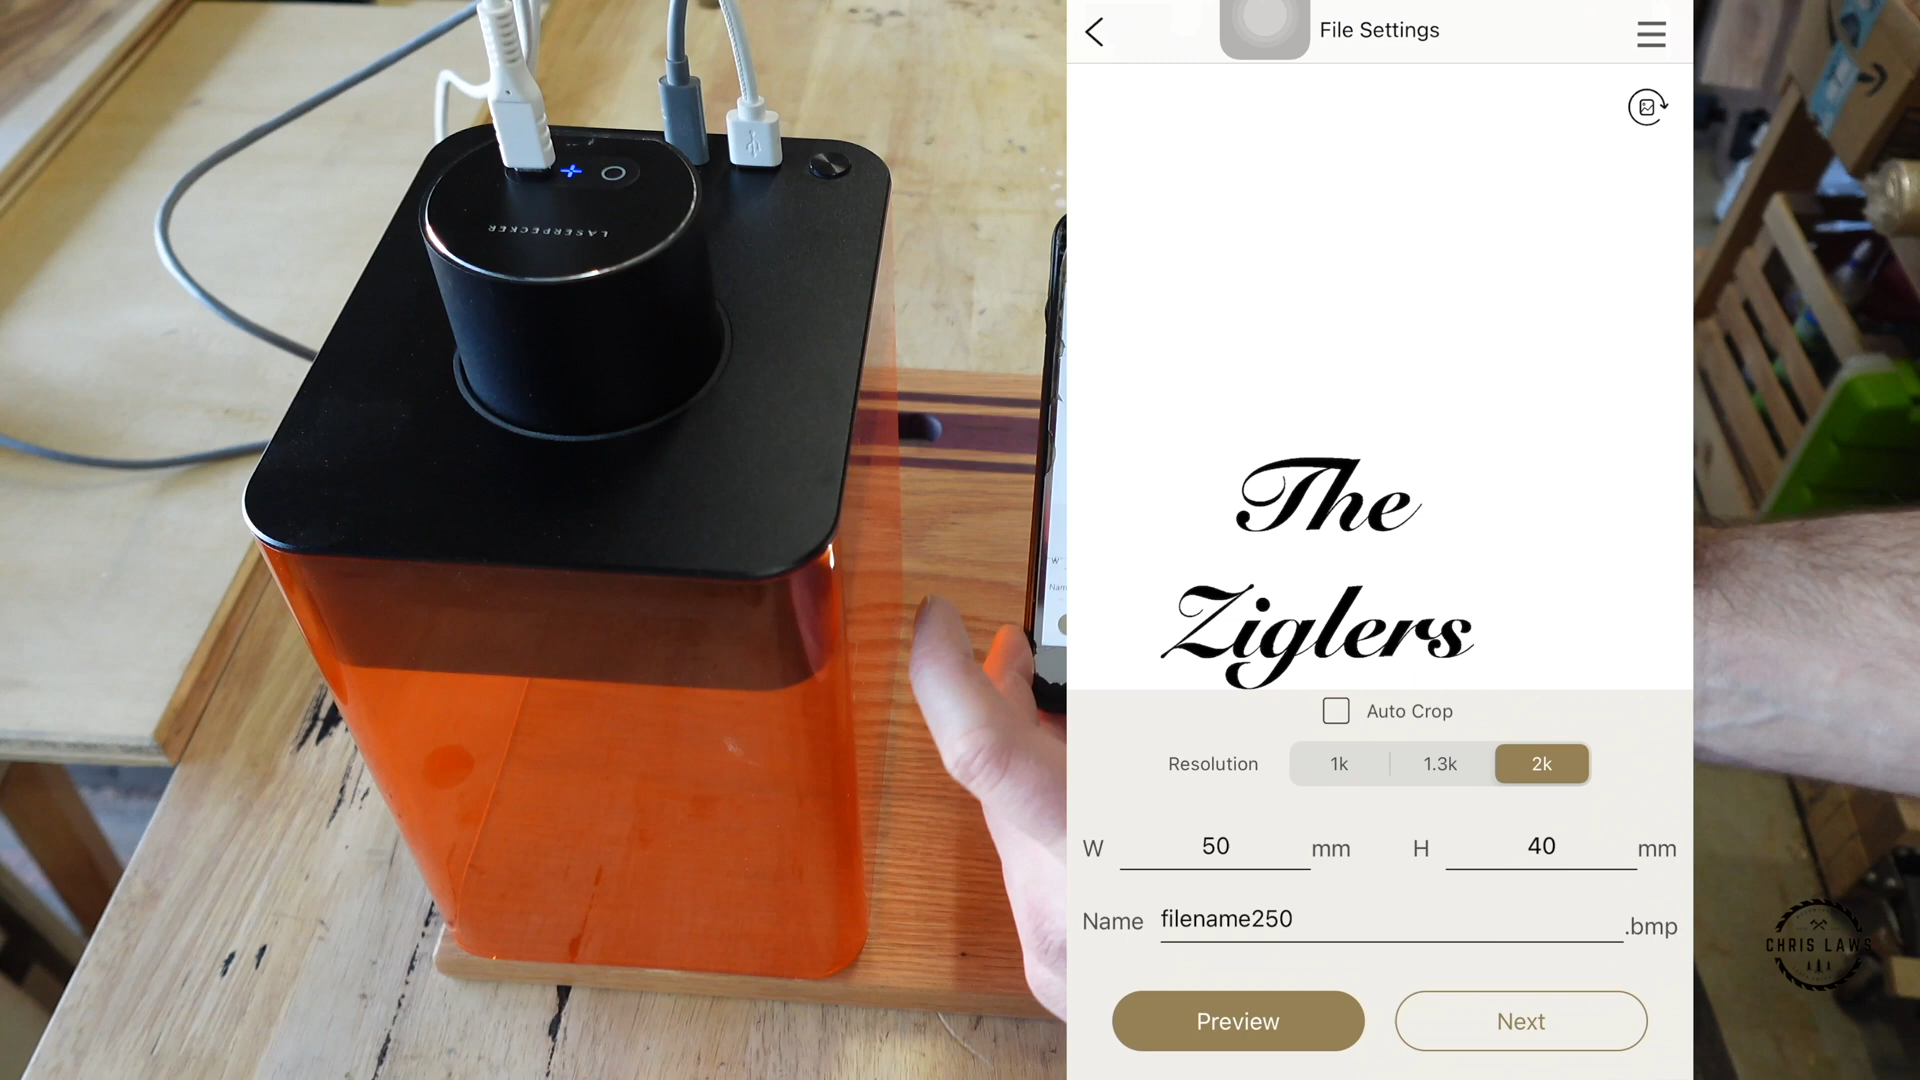 LASERPECKER
File Settings
The
Ziglers
Auto Crop
Resolution
1k
1.3k
2k
W 50 mm
H 40 mm
Name filename250 .bmp
Preview
Next
CHRIS LAWS